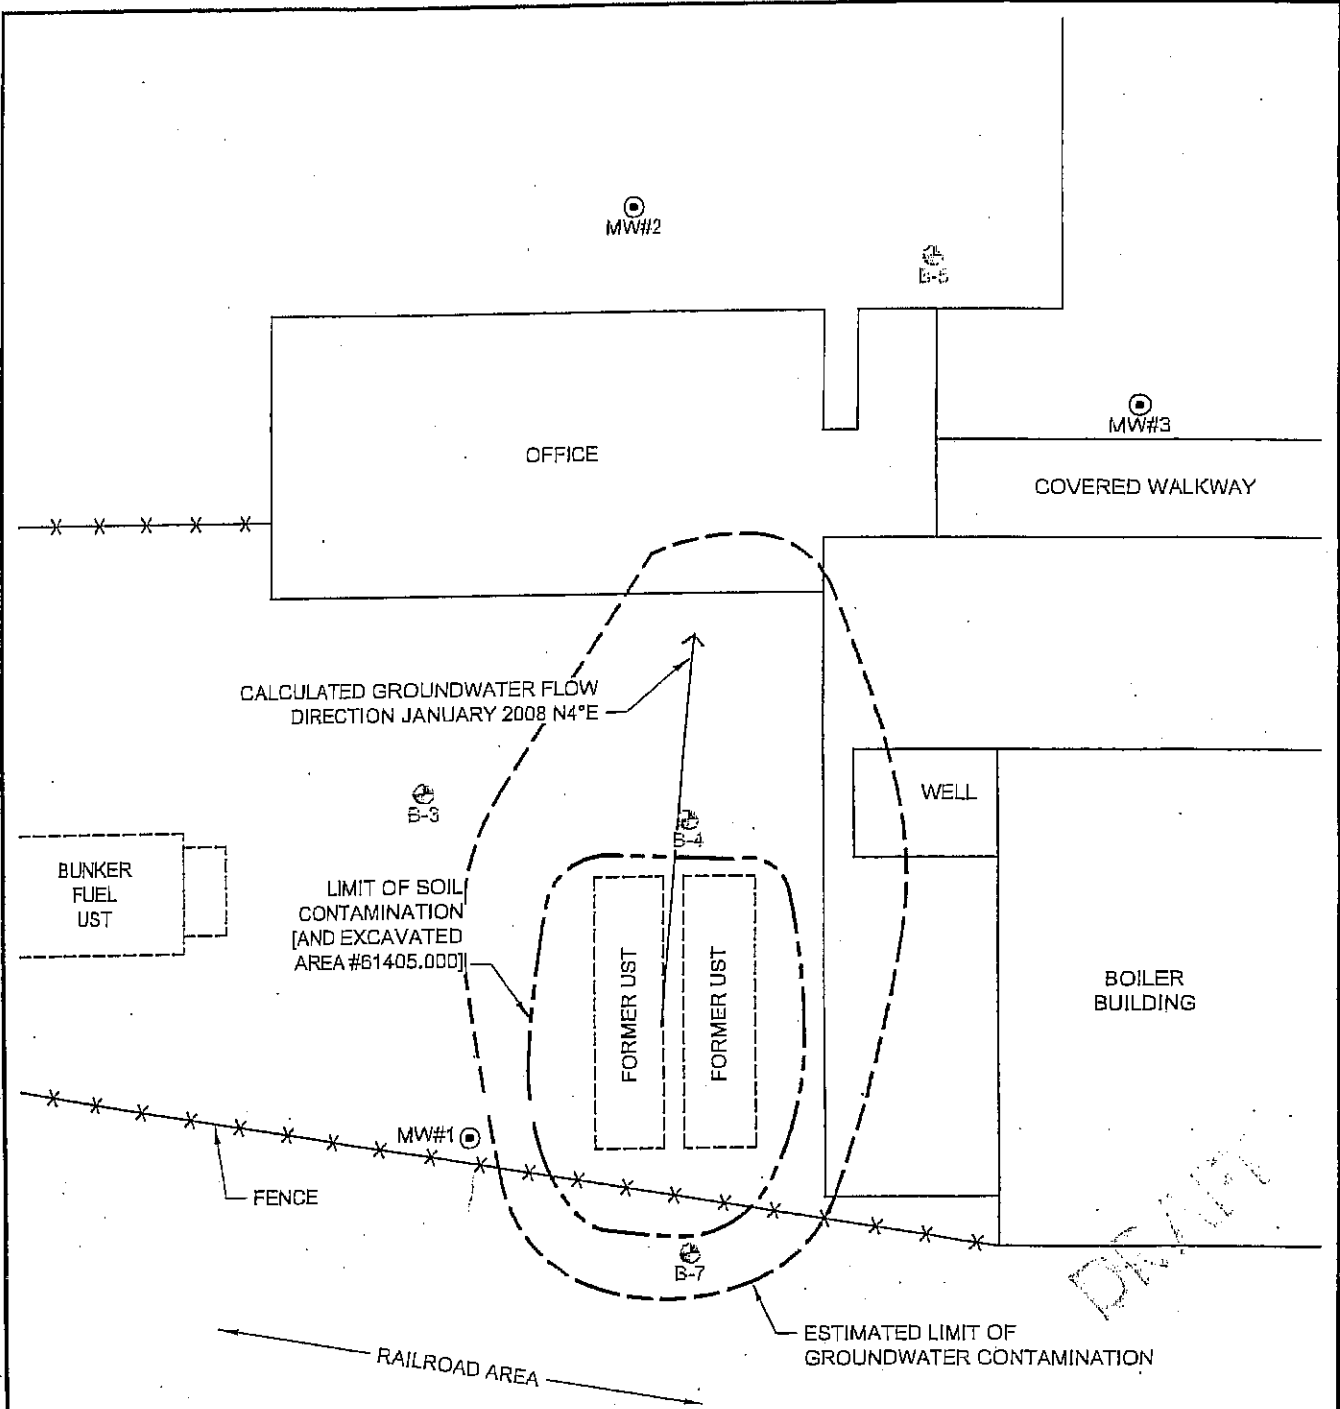 MW#2
B-5
MW#3
OFFICE
COVERED WALKWAY
CALCULATED GROUNDWATER FLOW
DIRECTION JANUARY 2008 N4°E
B-3
B-4
WELL
BUNKER
FUEL
UST
LIMIT OF SOIL
CONTAMINATION
[AND EXCAVATED
AREA #61405.000]
FORMER UST
FORMER UST
BOILER
BUILDING
MW#1
FENCE
B-7
DRAFT
ESTIMATED LIMIT OF
GROUNDWATER CONTAMINATION
RAILROAD AREA